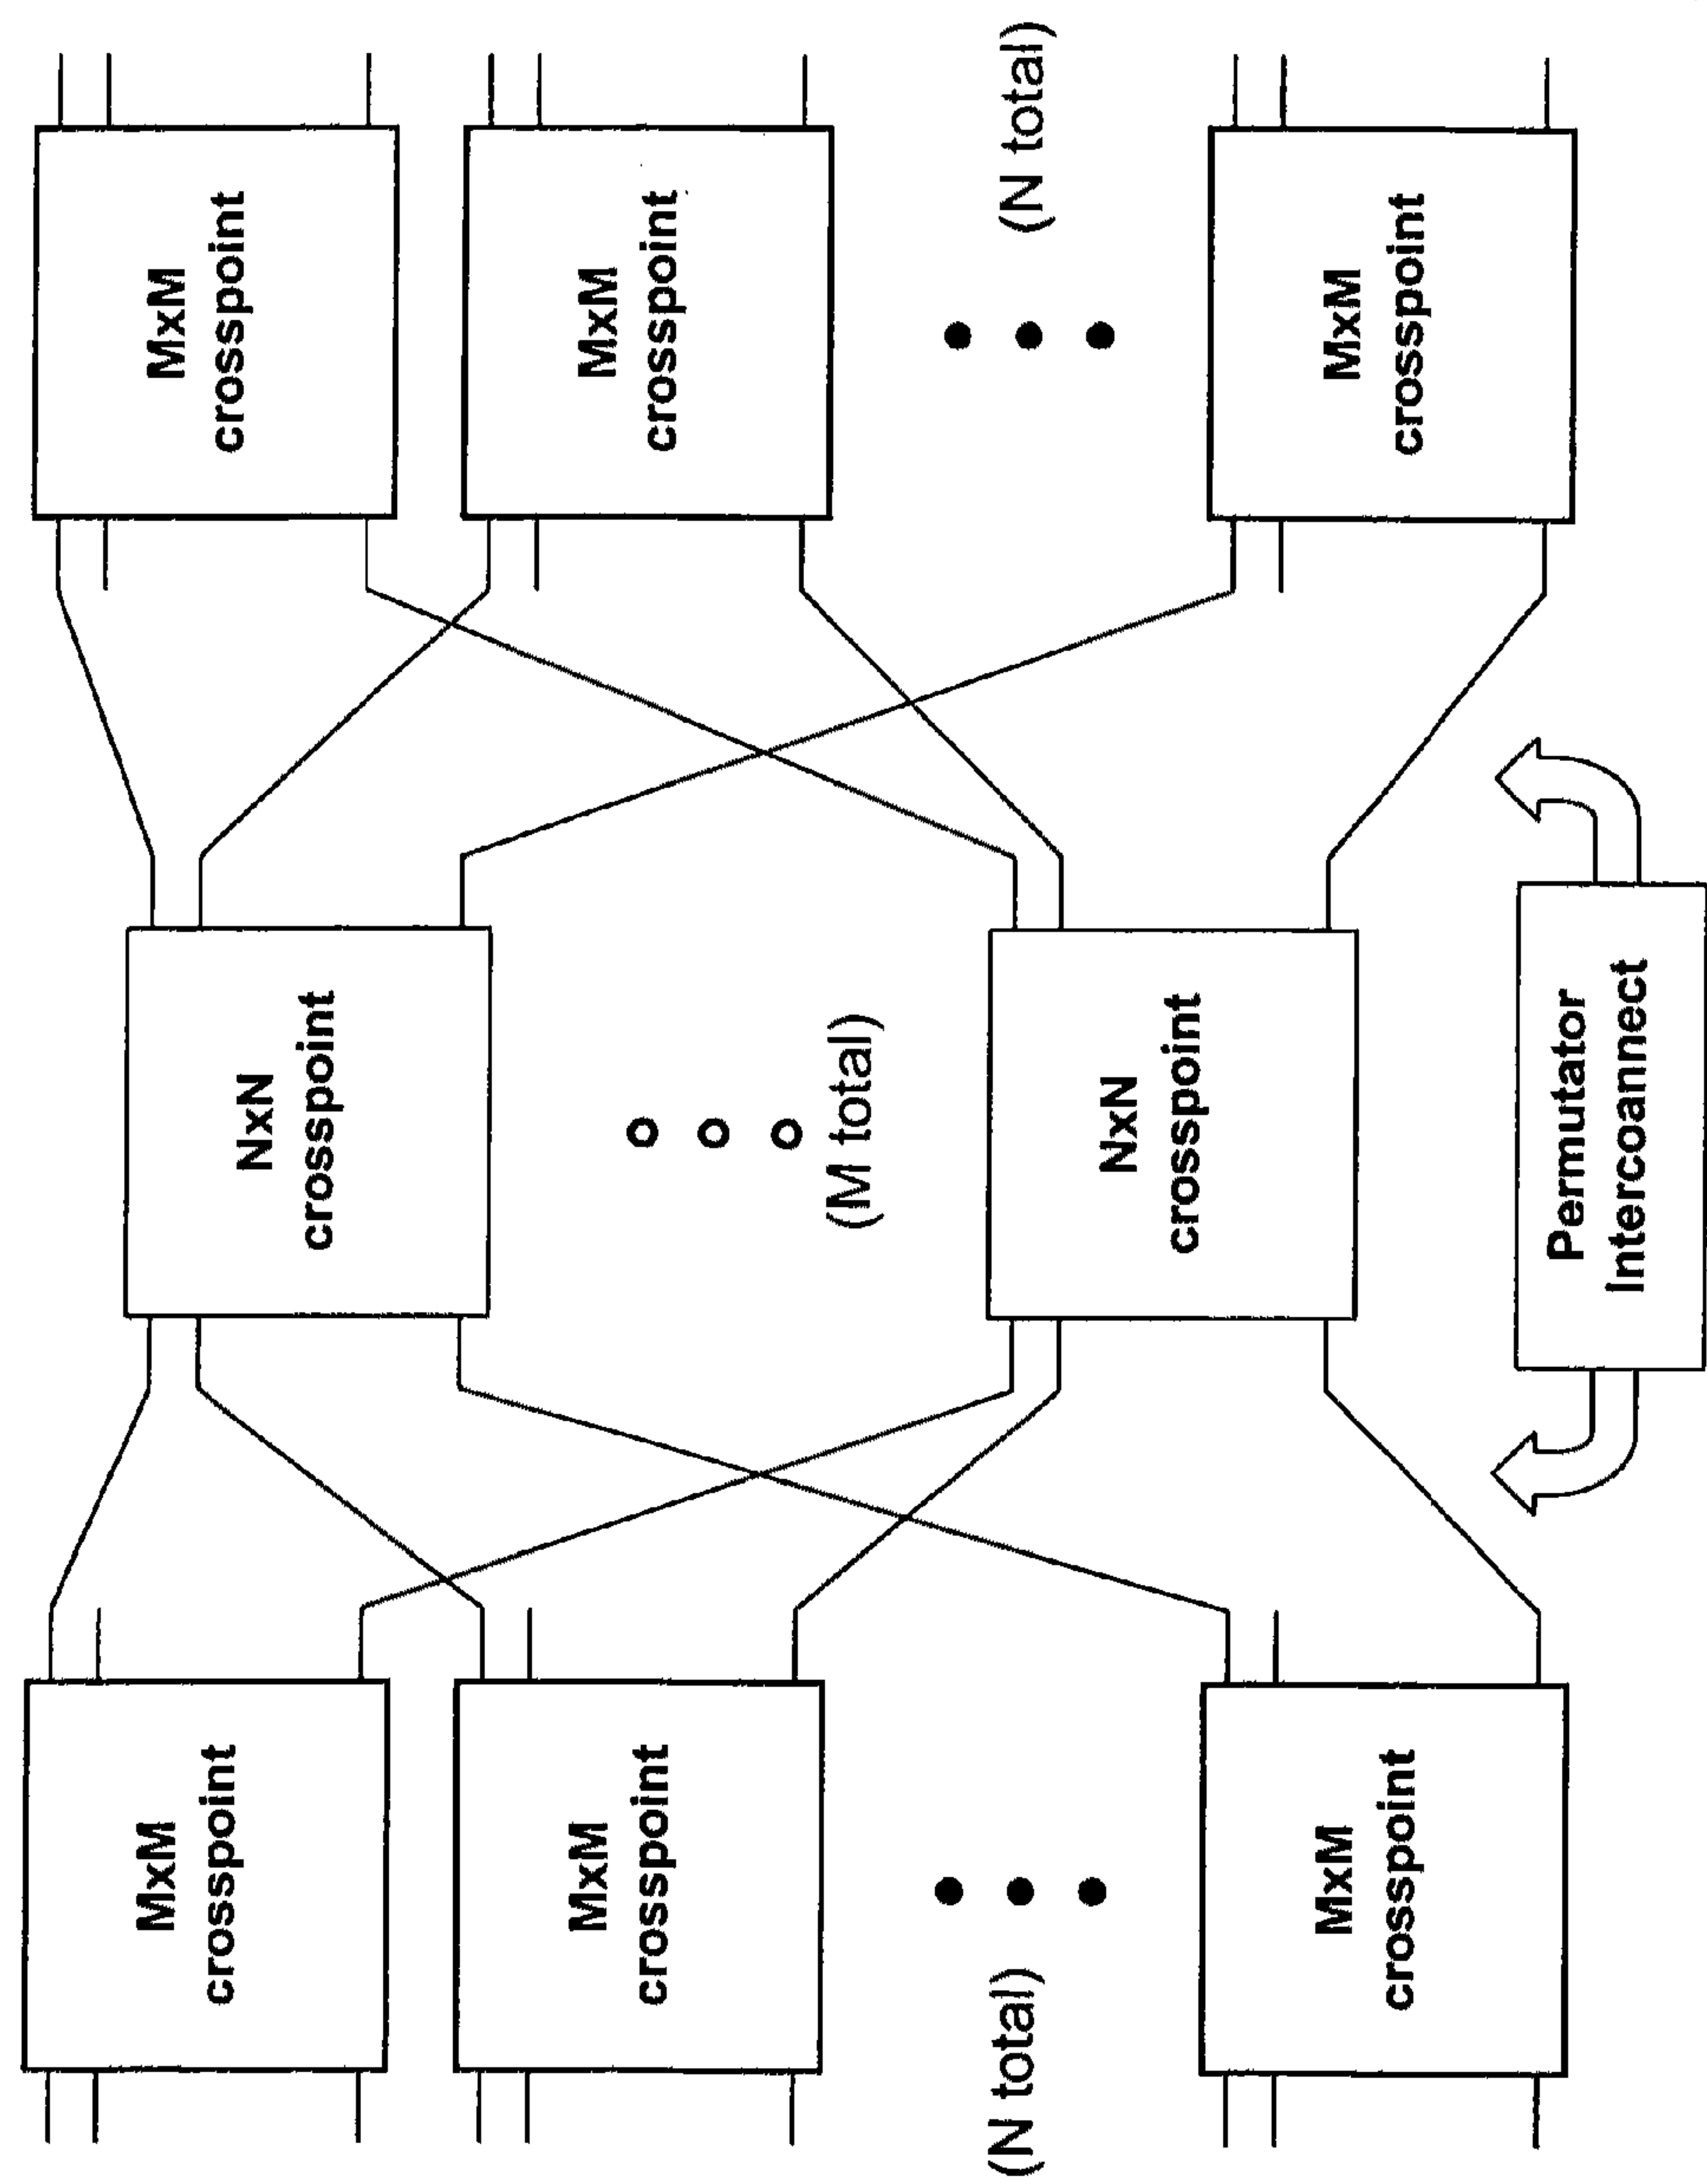 MxM
crosspoint
MxM
crosspoint
(N total)
MxM
crosspoint
NxN
crosspoint
(M total)
NxN
crosspoint
Permutator
Intercoannect
MxM
crosspoint
MxM
crosspoint
(N total)
MxM
crosspoint